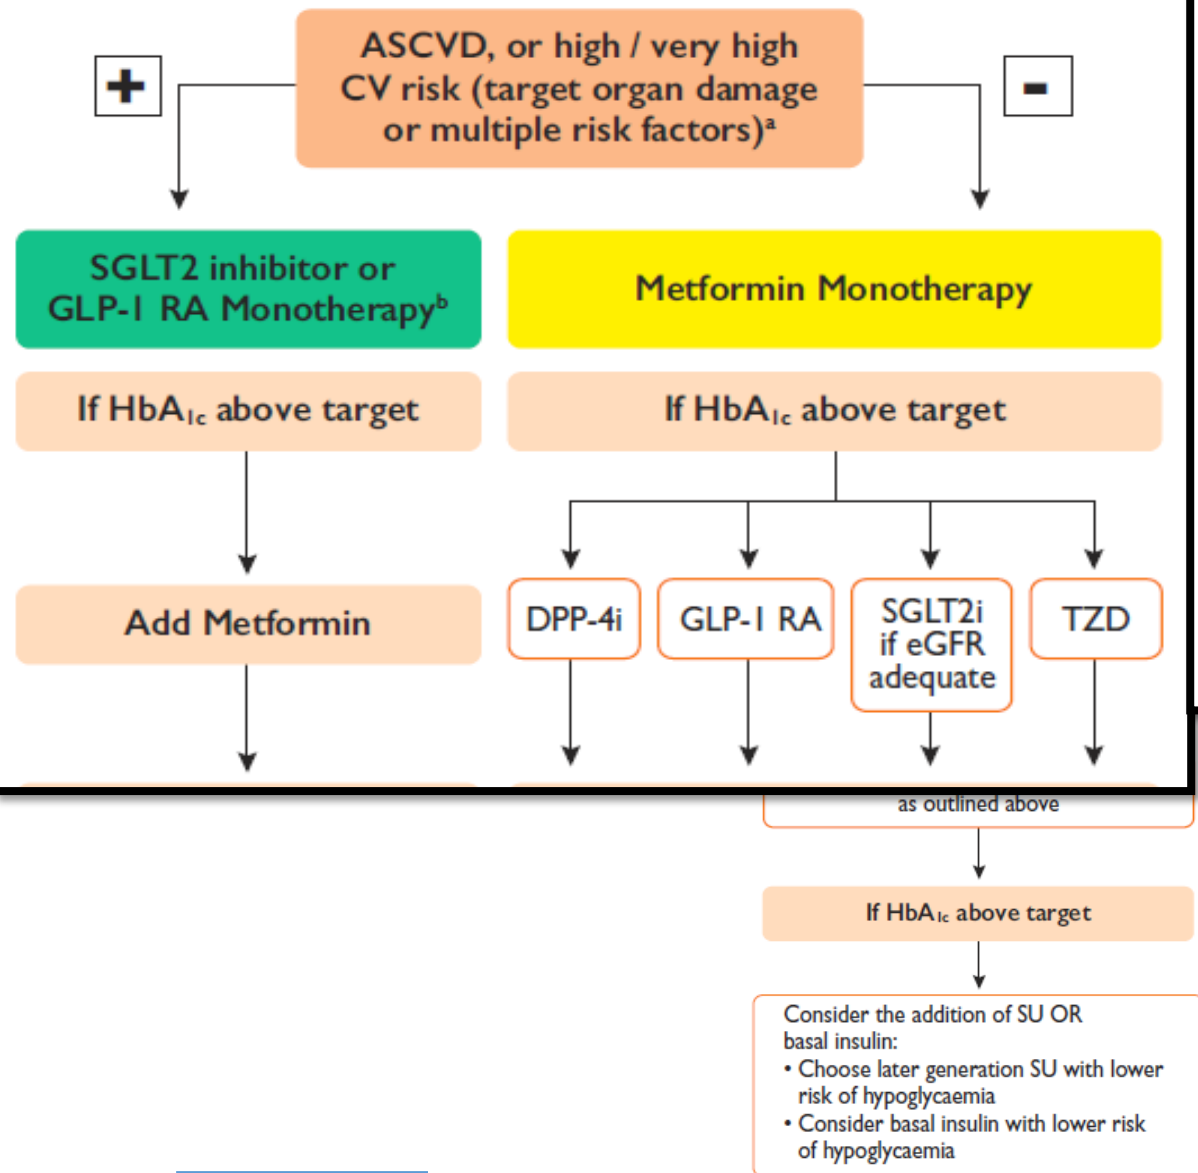 ASCVD, or high / very high
CV risk (target organ damage
or multiple risk factors)ᵃ
+
-
SGLT2 inhibitor or
GLP-1 RA Monotherapyᵇ
Metformin Monotherapy
If HbA1c above target
If HbA1c above target
Add Metformin
DPP-4i
GLP-1 RA
SGLT2i
if eGFR
adequate
TZD
as outlined above
If HbA1c above target
Consider the addition of SU OR
basal insulin:
• Choose later generation SU with lower
risk of hypoglycaemia
• Consider basal insulin with lower risk
of hypoglycaemia